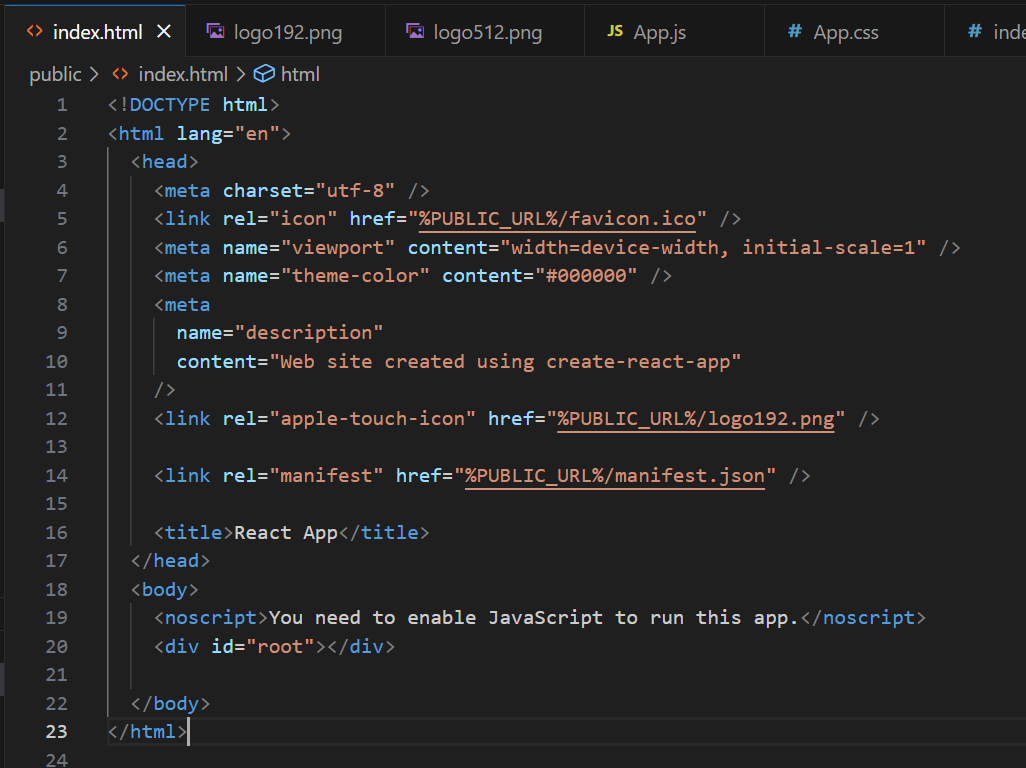 index.html logo192.png logo512.png JS App.js # App.css # inde
public > index.html > html
1 <!DOCTYPE html>
2 <html lang="en">
3   <head>
4     <meta charset="utf-8" />
5     <link rel="icon" href="%PUBLIC_URL%/favicon.ico" />
6     <meta name="viewport" content="width=device-width, initial-scale=1" />
7     <meta name="theme-color" content="#000000" />
8     <meta
9       name="description"
10       content="Web site created using create-react-app"
11     />
12     <link rel="apple-touch-icon" href="%PUBLIC_URL%/logo192.png" />
13
14     <link rel="manifest" href="%PUBLIC_URL%/manifest.json" />
15
16     <title>React App</title>
17   </head>
18   <body>
19     <noscript>You need to enable JavaScript to run this app.</noscript>
20     <div id="root"></div>
21
22   </body>
23 </html>
24